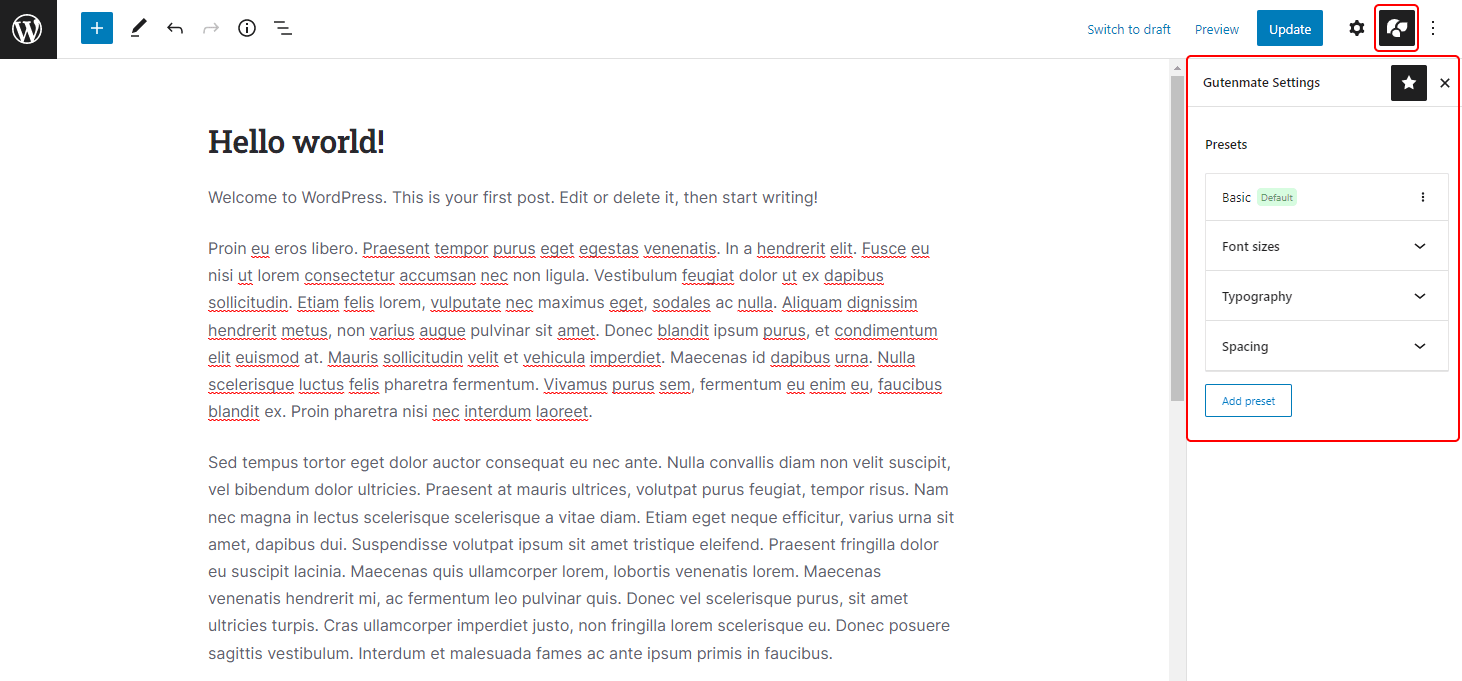 Switch to draft Preview Update
Gutenmate Settings
Presets
Basic Default
Font sizes
Typography
Spacing
Add preset
Hello world!
Welcome to WordPress. This is your first post. Edit or delete it, then start writing!
Proin eu eros libero. Praesent tempor purus eget egestas venenatis. In a hendrerit elit. Fusce eu
nisi ut lorem consectetur accumsan nec non ligula. Vestibulum feugiat dolor ut ex dapibus
sollicitudin. Etiam felis lorem, vulputate nec maximus eget, sodales ac nulla. Aliquam dignissim
hendrerit metus, non varius augue pulvinar sit amet. Donec blandit ipsum purus, et condimentum
elit euismod at. Mauris sollicitudin velit et vehicula imperdiet. Maecenas id dapibus urna. Nulla
scelerisque luctus felis pharetra fermentum. Vivamus purus sem, fermentum eu enim eu, faucibus
blandit ex. Proin pharetra nisi nec interdum laoreet.
Sed tempus tortor eget dolor auctor consequat eu nec ante. Nulla convallis diam non velit suscipit,
vel bibendum dolor ultricies. Praesent at mauris ultrices, volutpat purus feugiat, tempor risus. Nam
nec magna in lectus scelerisque scelerisque a vitae diam. Etiam eget neque efficitur, varius urna sit
amet, dapibus dui. Suspendisse volutpat ipsum sit amet tristique eleifend. Praesent fringilla dolor
eu suscipit lacinia. Maecenas quis ullamcorper lorem, lobortis venenatis lorem. Maecenas
venenatis hendrerit mi, ac fermentum leo pulvinar quis. Donec vel scelerisque purus, sit amet
ultricies turpis. Cras ullamcorper imperdiet justo, non fringilla lorem scelerisque eu. Donec posuere
sagittis vestibulum. Interdum et malesuada fames ac ante ipsum primis in faucibus.